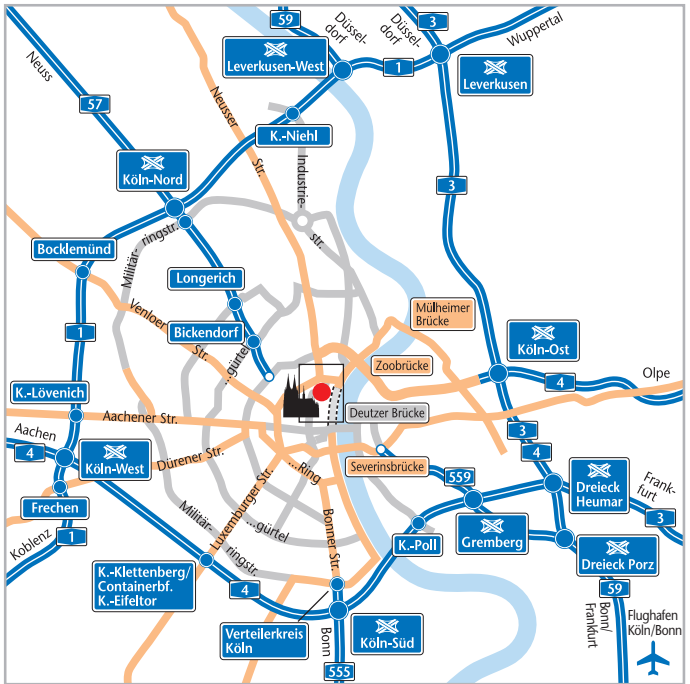 59
Düssel-
dorf
Düssel-
dorf
3
Wuppertal
Neuss
Leverkusen-West
1
Leverkusen
57
Neusser
Str.
K.-Niehl
Köln-Nord
Industrie-
str.
3
Militär-
ringstr.
Bocklemünd
Longerich
Venloer
Str.
Bickendorf
...gürtel
1
Mülheimer
Brücke
Köln-Ost
Zoobrücke
4
Olpe
K.-Lövenich
Aachener Str.
Deutzer Brücke
3
Aachen
4
Köln-West
Dürener Str.
4
Severinsbrücke
...Ring
559
Dreieck
Heumar
Frank-
furt
3
Frechen
Luxemburger Str.
Militär-
ringstr.
...gürtel
Bonner Str.
K.-Poll
Gremberg
Koblenz
1
Dreieck Porz
K.-Klettenberg/
Containerbf.
K.-Eifeltor
4
59
Bonn/
Frankfurt
Flughafen
Köln/Bonn
Verteilerkreis
Köln
Bonn
Köln-Süd
555